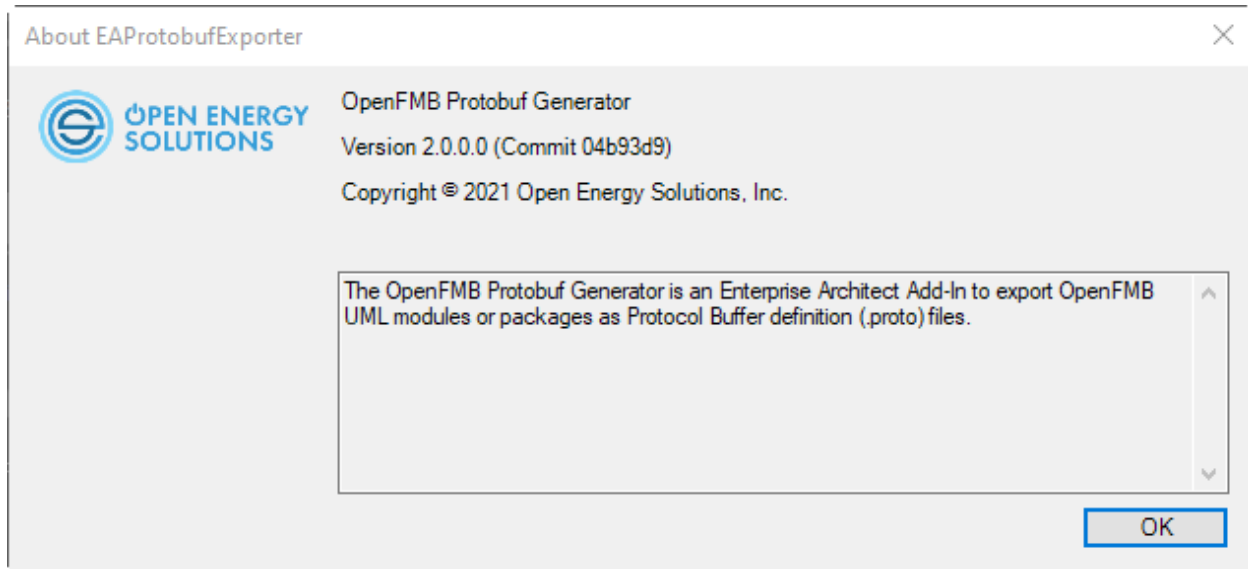 About EAProtobufExporter
OPEN ENERGY
SOLUTIONS
OpenFMB Protobuf Generator
Version 2.0.0.0 (Commit 04b93d9)
Copyright © 2021 Open Energy Solutions, Inc.
The OpenFMB Protobuf Generator is an Enterprise Architect Add-In to export OpenFMB
UML modules or packages as Protocol Buffer definition (.proto) files.
OK